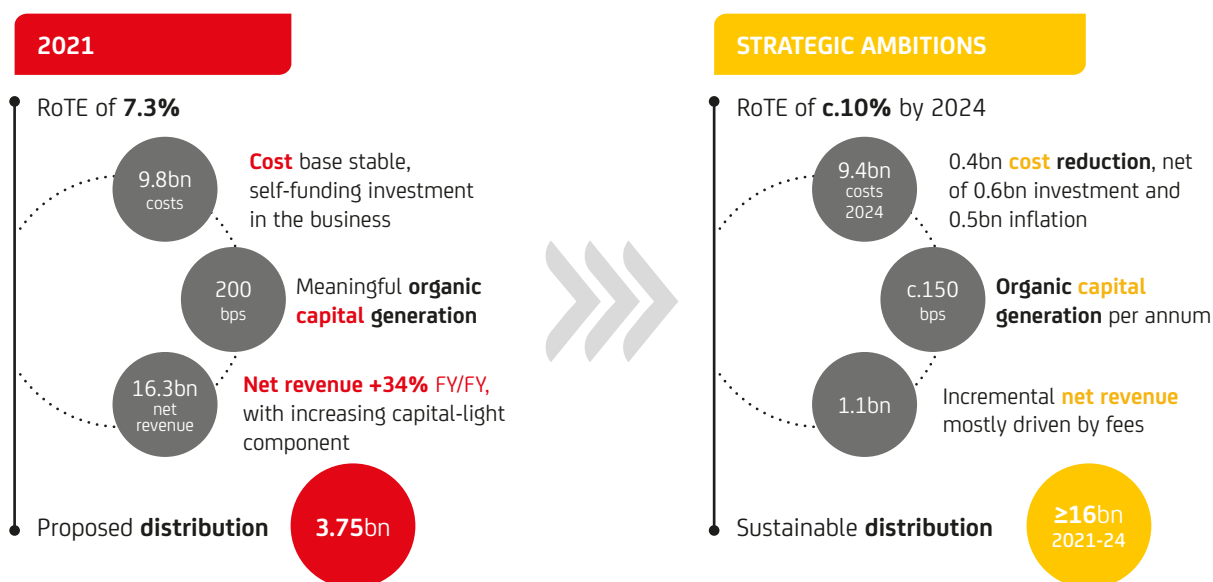 2021
RoTE of 7.3%
9.8bn
costs
Cost base stable,
self-funding investment
in the business
200
bps
Meaningful organic
capital generation
16.3bn
net
revenue
Net revenue +34% FY/FY,
with increasing capital-light
component
Proposed distribution
3.75bn
STRATEGIC AMBITIONS
RoTE of c.10% by 2024
9.4bn
costs
2024
0.4bn cost reduction, net
of 0.6bn investment and
0.5bn inflation
c.150
bps
Organic capital
generation per annum
1.1bn
Incremental net revenue
mostly driven by fees
Sustainable distribution
≥16bn
2021-24